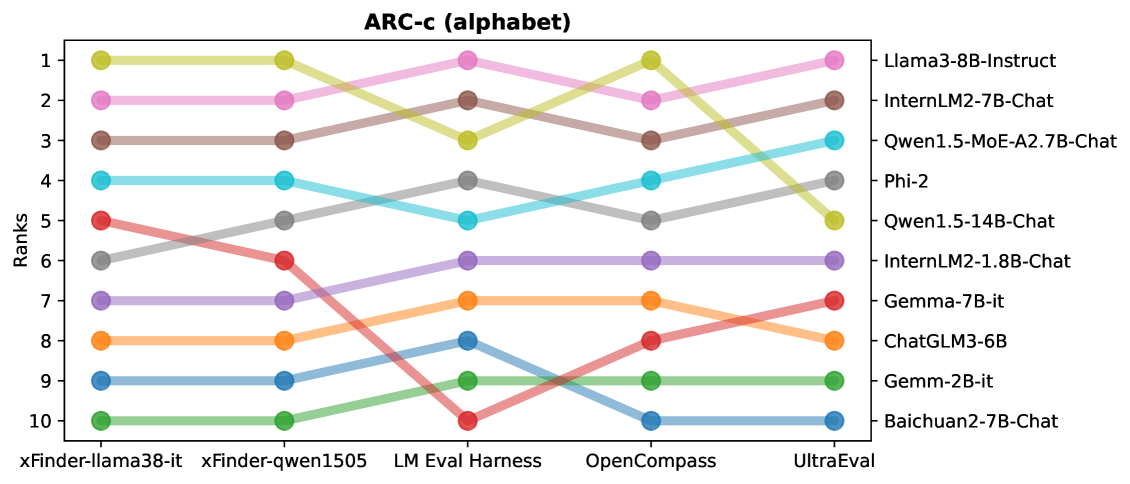 ARC-c (alphabet)
Ranks
1
2
3
4
5
6
7
8
9
10
Llama3-8B-Instruct
InternLM2-7B-Chat
Qwen1.5-MoE-A2.7B-Chat
Phi-2
Qwen1.5-14B-Chat
InternLM2-1.8B-Chat
Gemma-7B-it
ChatGLM3-6B
Gemm-2B-it
Baichuan2-7B-Chat
xFinder-llama38-it
xFinder-qwen1505
LM Eval Harness
OpenCompass
UltraEval